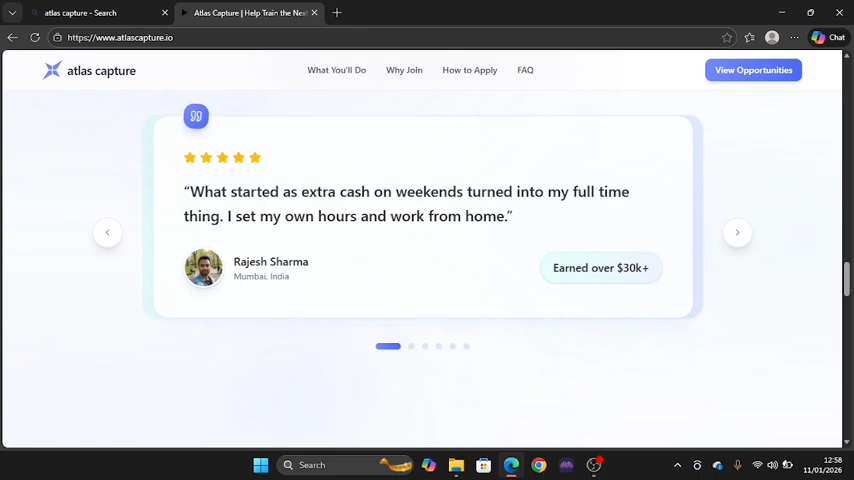 atlas capture - Search
Atlas Capture | Help Train the Next
https://www.atlascapture.io
Chat
atlas capture
What You'll Do
Why Join
How to Apply
FAQ
View Opportunities
“What started as extra cash on weekends turned into my full time
thing. I set my own hours and work from home.”
Rajesh Sharma
Mumbai, India
Earned over $30k+
Search
12:58
11/01/2026